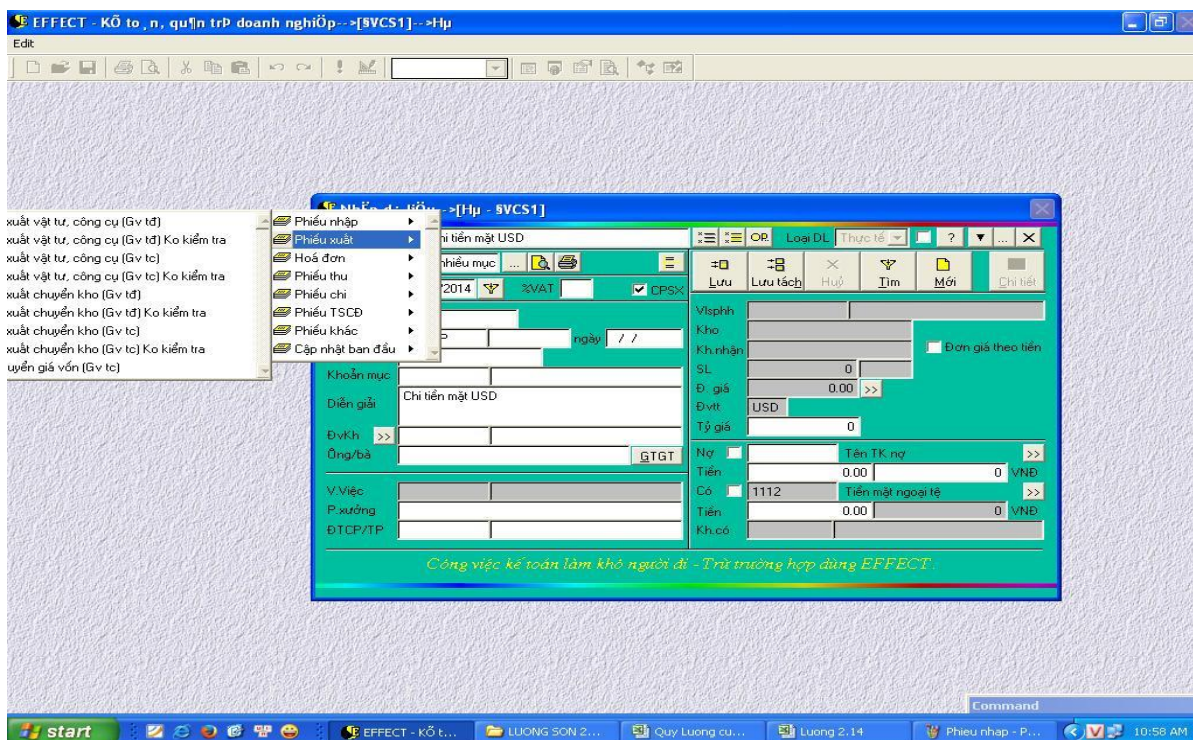 EFFECT - KÕ to¸n, qu¶n trÞ doanh nghiÖp-->[§VCS1]-->Hµ
Edit
NhËp d÷ liÖu-->[Hµ - §VCS1]
xuất vật tư, công cụ (Gv tđ)
xuất vật tư, công cụ (Gv tđ) Ko kiểm tra
xuất vật tư, công cụ (Gv tc)
xuất vật tư, công cụ (Gv tc) Ko kiểm tra
xuất chuyển kho (Gv tđ)
xuất chuyển kho (Gv tđ) Ko kiểm tra
xuất chuyển kho (Gv tc)
xuất chuyển kho (Gv tc) Ko kiểm tra
uyển giá vốn (Gv tc)
Phiếu nhập
Phiếu xuất
Hoá đơn
Phiếu thu
Phiếu chi
Phiếu TSCĐ
Phiếu khác
Cập nhật ban đầu
hi tiền mặt USD
OR Loại DL Thực tế ? ▼ ... X
nhiều mục ...
2014 %VAT CPSX
Lưu Lưu tách Huỷ Tìm Mới Chi tiết
ngày / /
Khoản mục
Diễn giải Chi tiền mặt USD
ĐvKh >>
Ông/bà GTGT
V.Việc
P.xưởng
ĐTCP/TP
Vlsphh
Kho
Kh.nhận Đơn giá theo tiền
SL 0
Đ. giá 0.00 >>
Đvtt USD
Tỷ giá 0
Nợ Tên TK nợ >>
Tiền 0.00 0 VNĐ
Có 1112 Tiền mặt ngoại tệ >>
Tiền 0.00 0 VNĐ
Kh.có
Công việc kế toán làm khó người đi - Trừ trường hợp dùng EFFECT.
Command
start EFFECT - KÕ t... LUONG SON 2... Quy Luong cu... Luong 2.14 Phieu nhap - P... V 10:58 AM